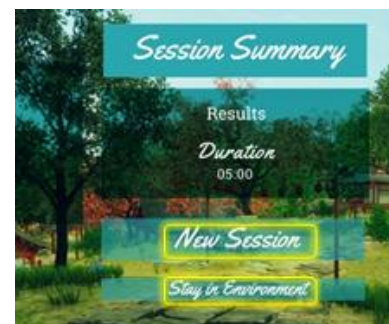 Session Summary
Results
Duration
05:00
New Session
Stay in Environment